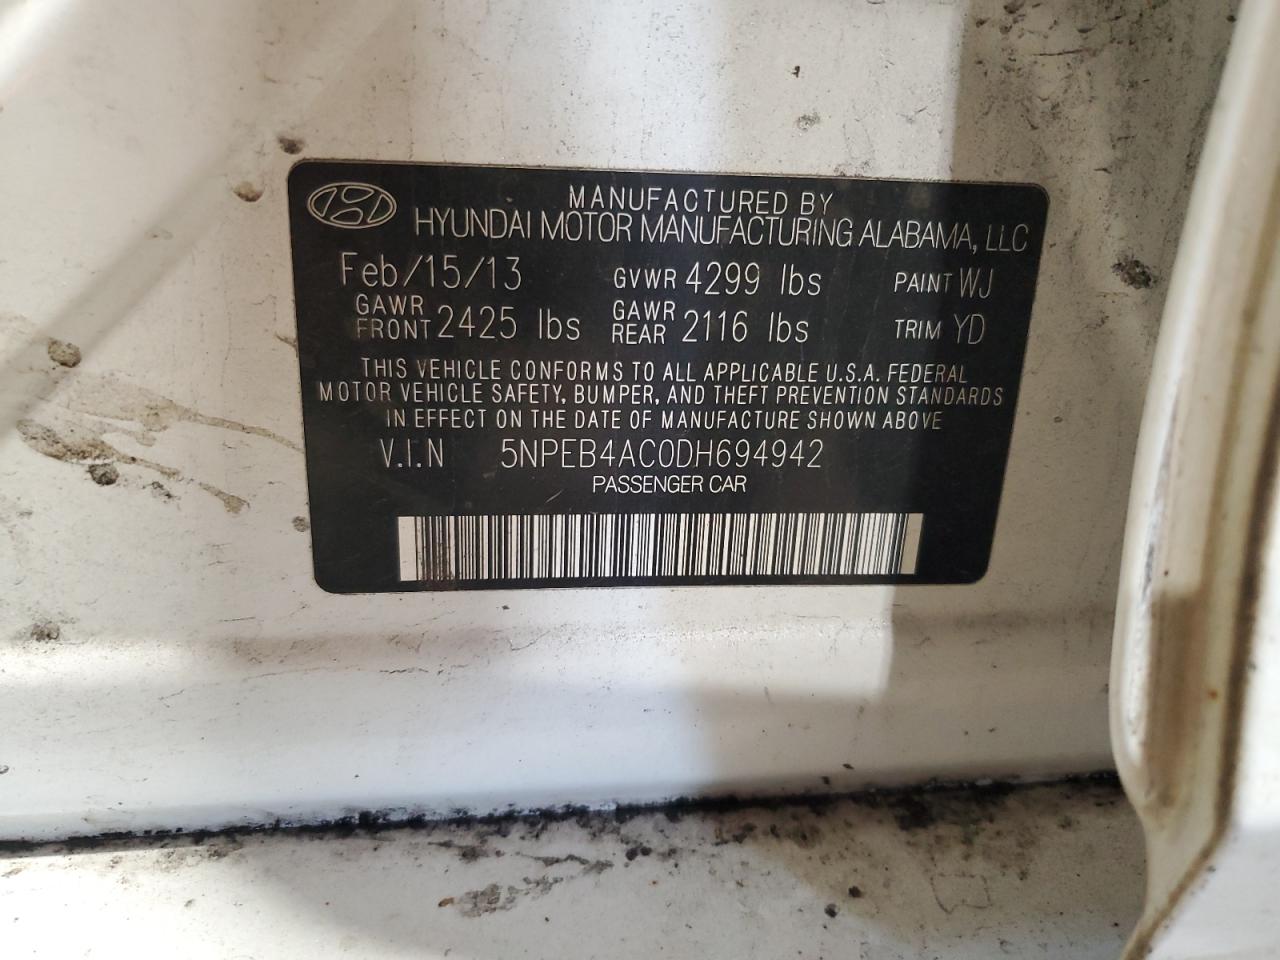 MANUFACTURED BY
HYUNDAI MOTOR MANUFACTURING ALABAMA, LLC
Feb/15/13 GVWR 4299 lbs PAINT WJ
GAWR FRONT 2425 lbs GAWR REAR 2116 lbs TRIM YD
THIS VEHICLE CONFORMS TO ALL APPLICABLE U.S.A. FEDERAL
MOTOR VEHICLE SAFETY, BUMPER, AND THEFT PREVENTION STANDARDS
IN EFFECT ON THE DATE OF MANUFACTURE SHOWN ABOVE
V.I.N 5NPEB4AC0DH694942
PASSENGER CAR